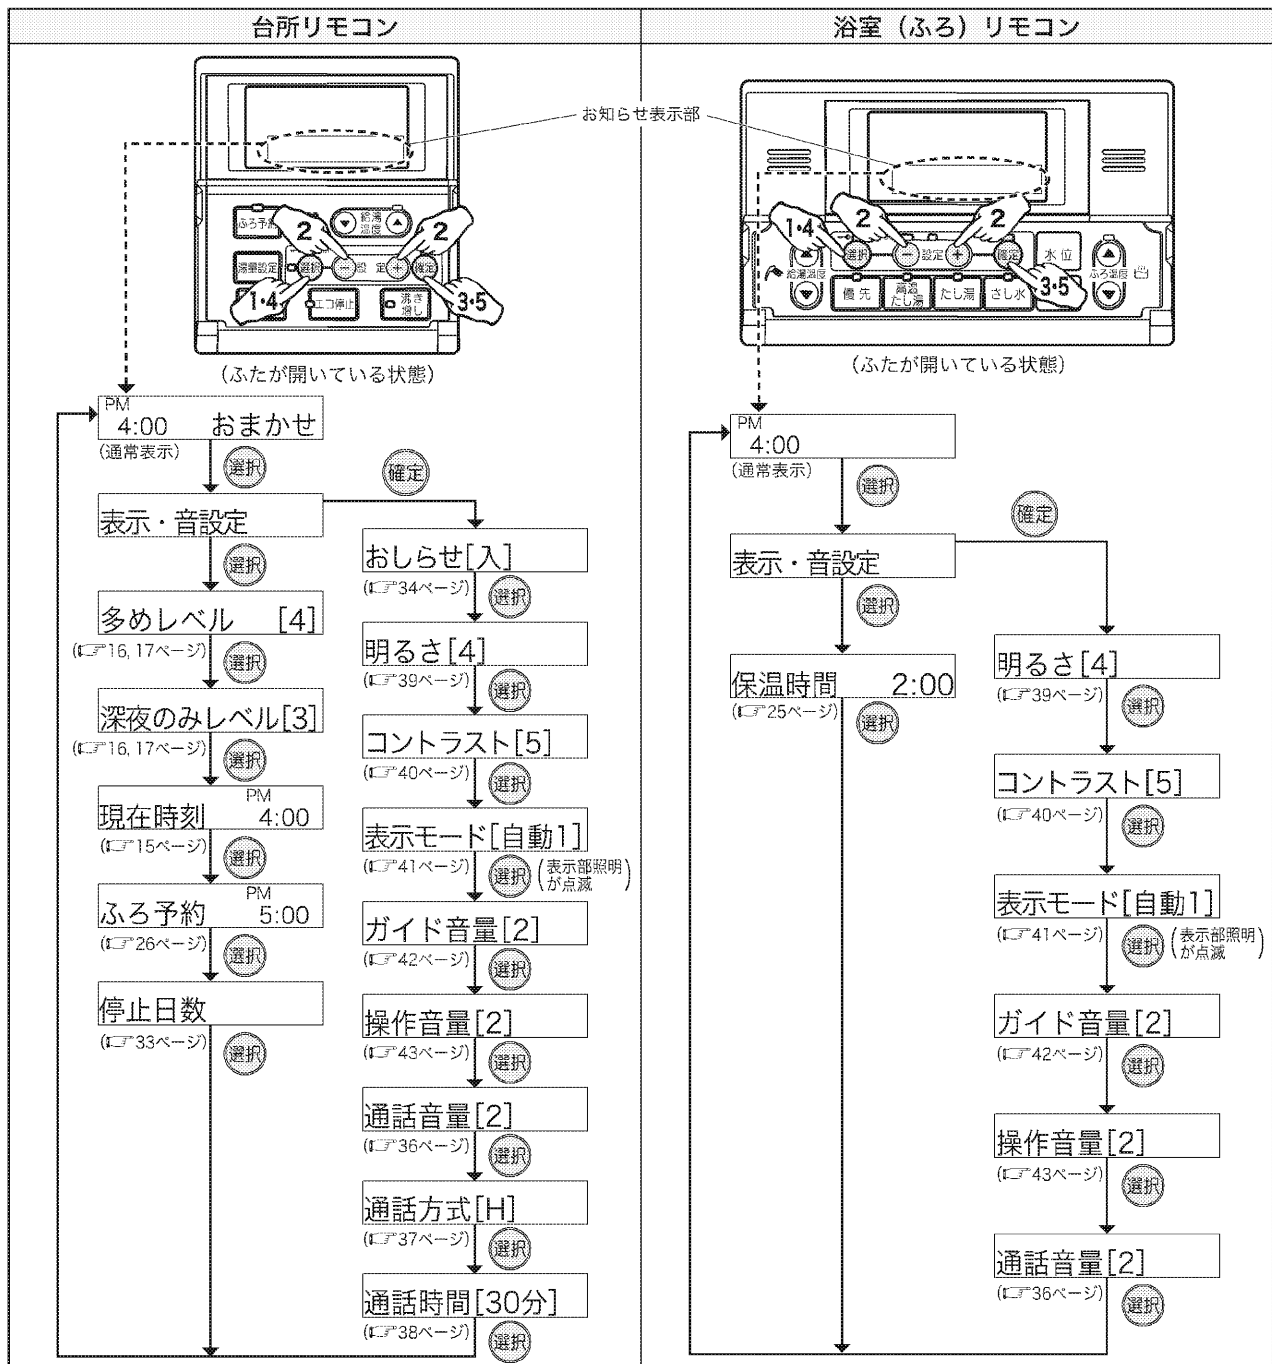 台所リモコン
お知らせ表示部
ふろ予約
給湯
温度
2
2
湯量設定
選択
設 定
確定
1・4
エコ停止
沸き
増し
3・5
(ふたが開いている状態)
PM
4:00 おまかせ
(通常表示)
選択
確定
表示・音設定
選択
多めレベル [4]
(☞16, 17ページ)
選択
深夜のみレベル[3]
(☞16, 17ページ)
選択
PM
現在時刻 4:00
(☞15ページ)
選択
PM
ふろ予約 5:00
(☞26ページ)
選択
停止日数
(☞33ページ)
選択
おしらせ[入]
(☞34ページ)
選択
明るさ[4]
(☞39ページ)
選択
コントラスト[5]
(☞40ページ)
選択
表示モード[自動1]
(☞41ページ)
選択
(表示部照明
が点滅)
ガイド音量[2]
(☞42ページ)
選択
操作音量[2]
(☞43ページ)
選択
通話音量[2]
(☞36ページ)
選択
通話方式[H]
(☞37ページ)
選択
通話時間[30分]
(☞38ページ)
選択
浴室（ふろ）リモコン
1・4
2
2
選択
設定
確定
水位
給湯温度
ふろ温度
優先
高温
たし湯
たし湯
さし水
3・5
(ふたが開いている状態)
PM
4:00
(通常表示)
選択
確定
表示・音設定
選択
保温時間 2:00
(☞25ページ)
選択
明るさ[4]
(☞39ページ)
選択
コントラスト[5]
(☞40ページ)
選択
表示モード[自動1]
(☞41ページ)
選択
(表示部照明
が点滅)
ガイド音量[2]
(☞42ページ)
選択
操作音量[2]
(☞43ページ)
選択
通話音量[2]
(☞36ページ)
選択